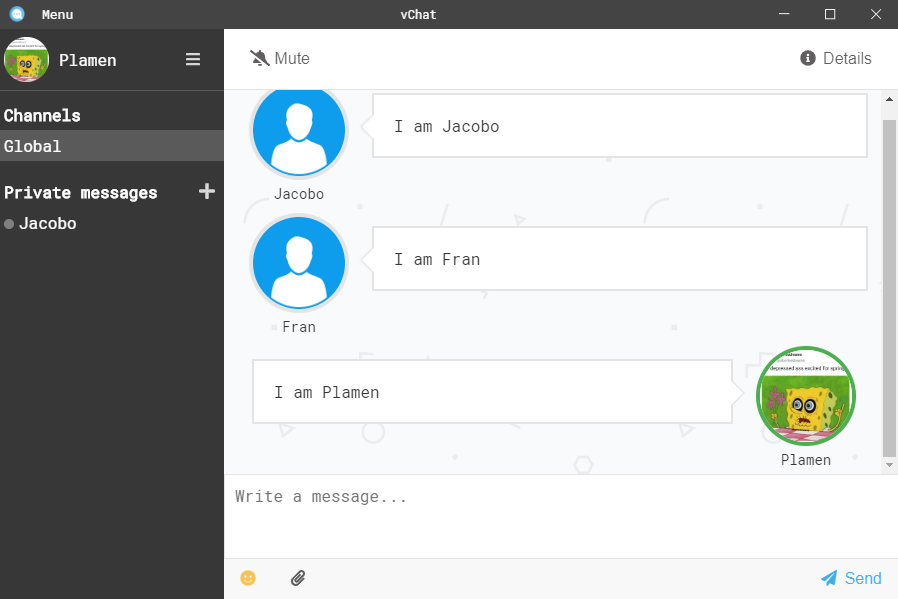 Menu
vChat
Plamen
Mute
Details
Channels
Global
Private messages
Jacobo
I am Jacobo
Jacobo
I am Fran
Fran
I am Plamen
depressed ass excited for spring
Plamen
Write a message...
Send